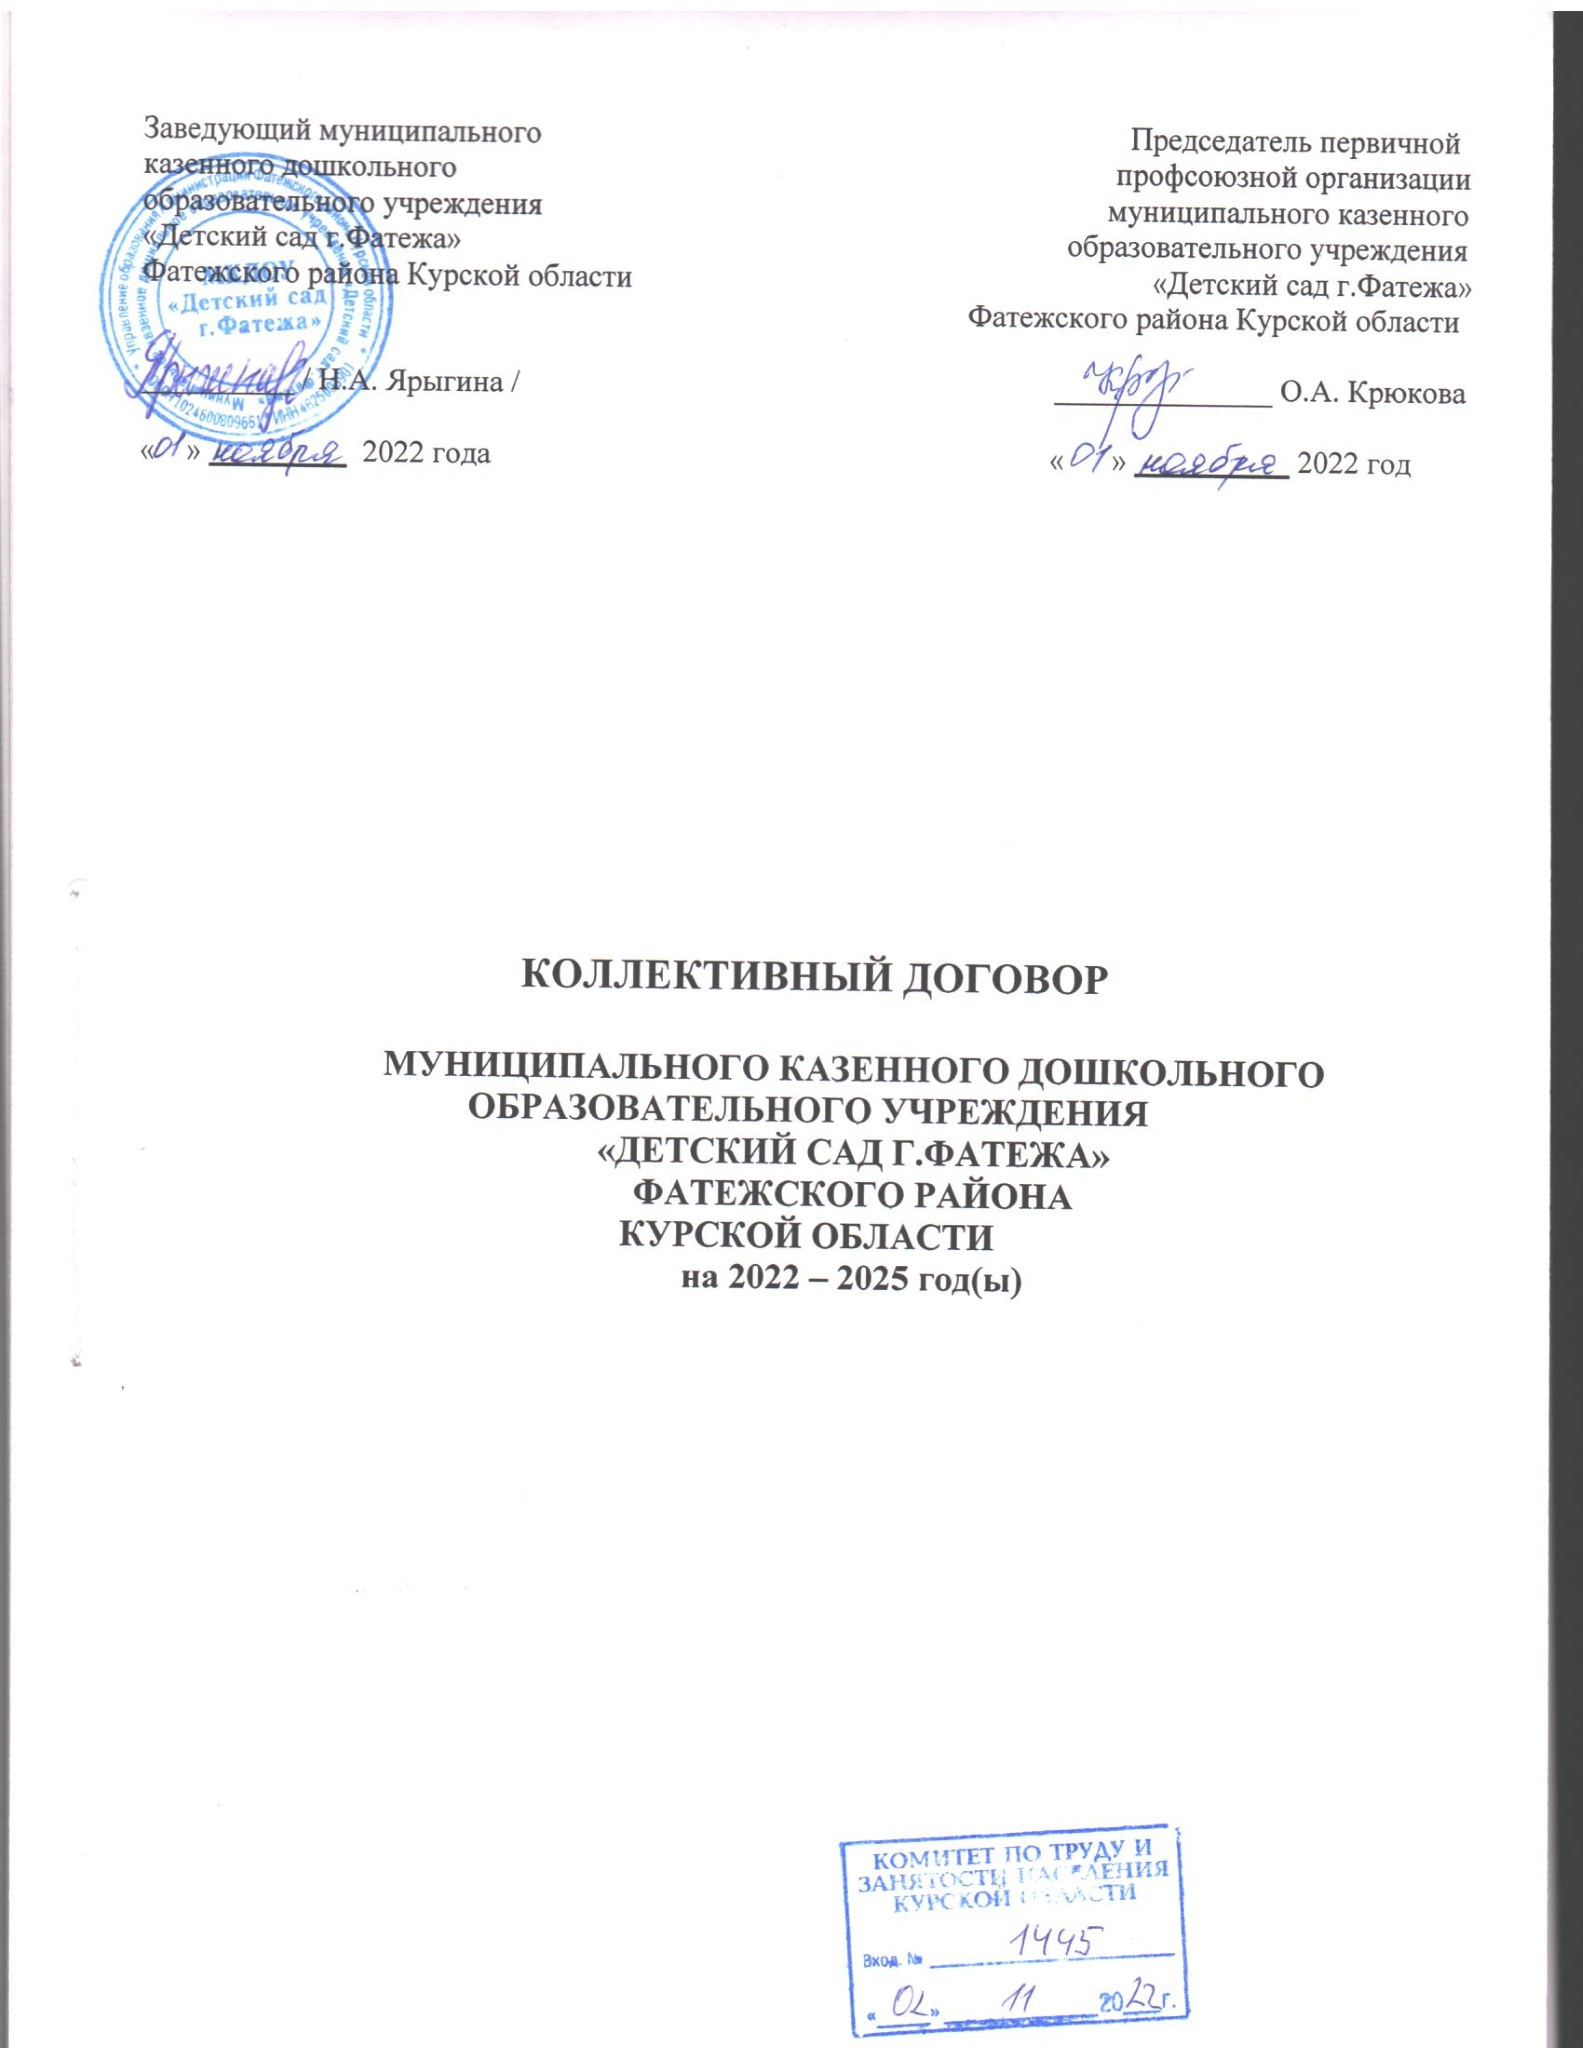 Заведующий муниципального
казенного дошкольного
образовательного учреждения
«Детский сад г.Фатежа»
Фатежского района Курской области
/ Н.А. Ярыгина /
«01» ноября 2022 года
Председатель первичной
профсоюзной организации
муниципального казенного
образовательного учреждения
«Детский сад г.Фатежа»
Фатежского района Курской области
О.А. Крюкова
«01» ноября 2022 год
МКДОУ
«Детский сад
г.Фатежа»
КОЛЛЕКТИВНЫЙ ДОГОВОР
МУНИЦИПАЛЬНОГО КАЗЕННОГО ДОШКОЛЬНОГО
ОБРАЗОВАТЕЛЬНОГО УЧРЕЖДЕНИЯ
«ДЕТСКИЙ САД Г.ФАТЕЖА»
ФАТЕЖСКОГО РАЙОНА
КУРСКОЙ ОБЛАСТИ
на 2022 – 2025 год(ы)
КОМИТЕТ ПО ТРУДУ И
ЗАНЯТОСТИ НАСЕЛЕНИЯ
КУРСКОЙ ОБЛАСТИ
Вход. № 1445
«02» 11 2022г.